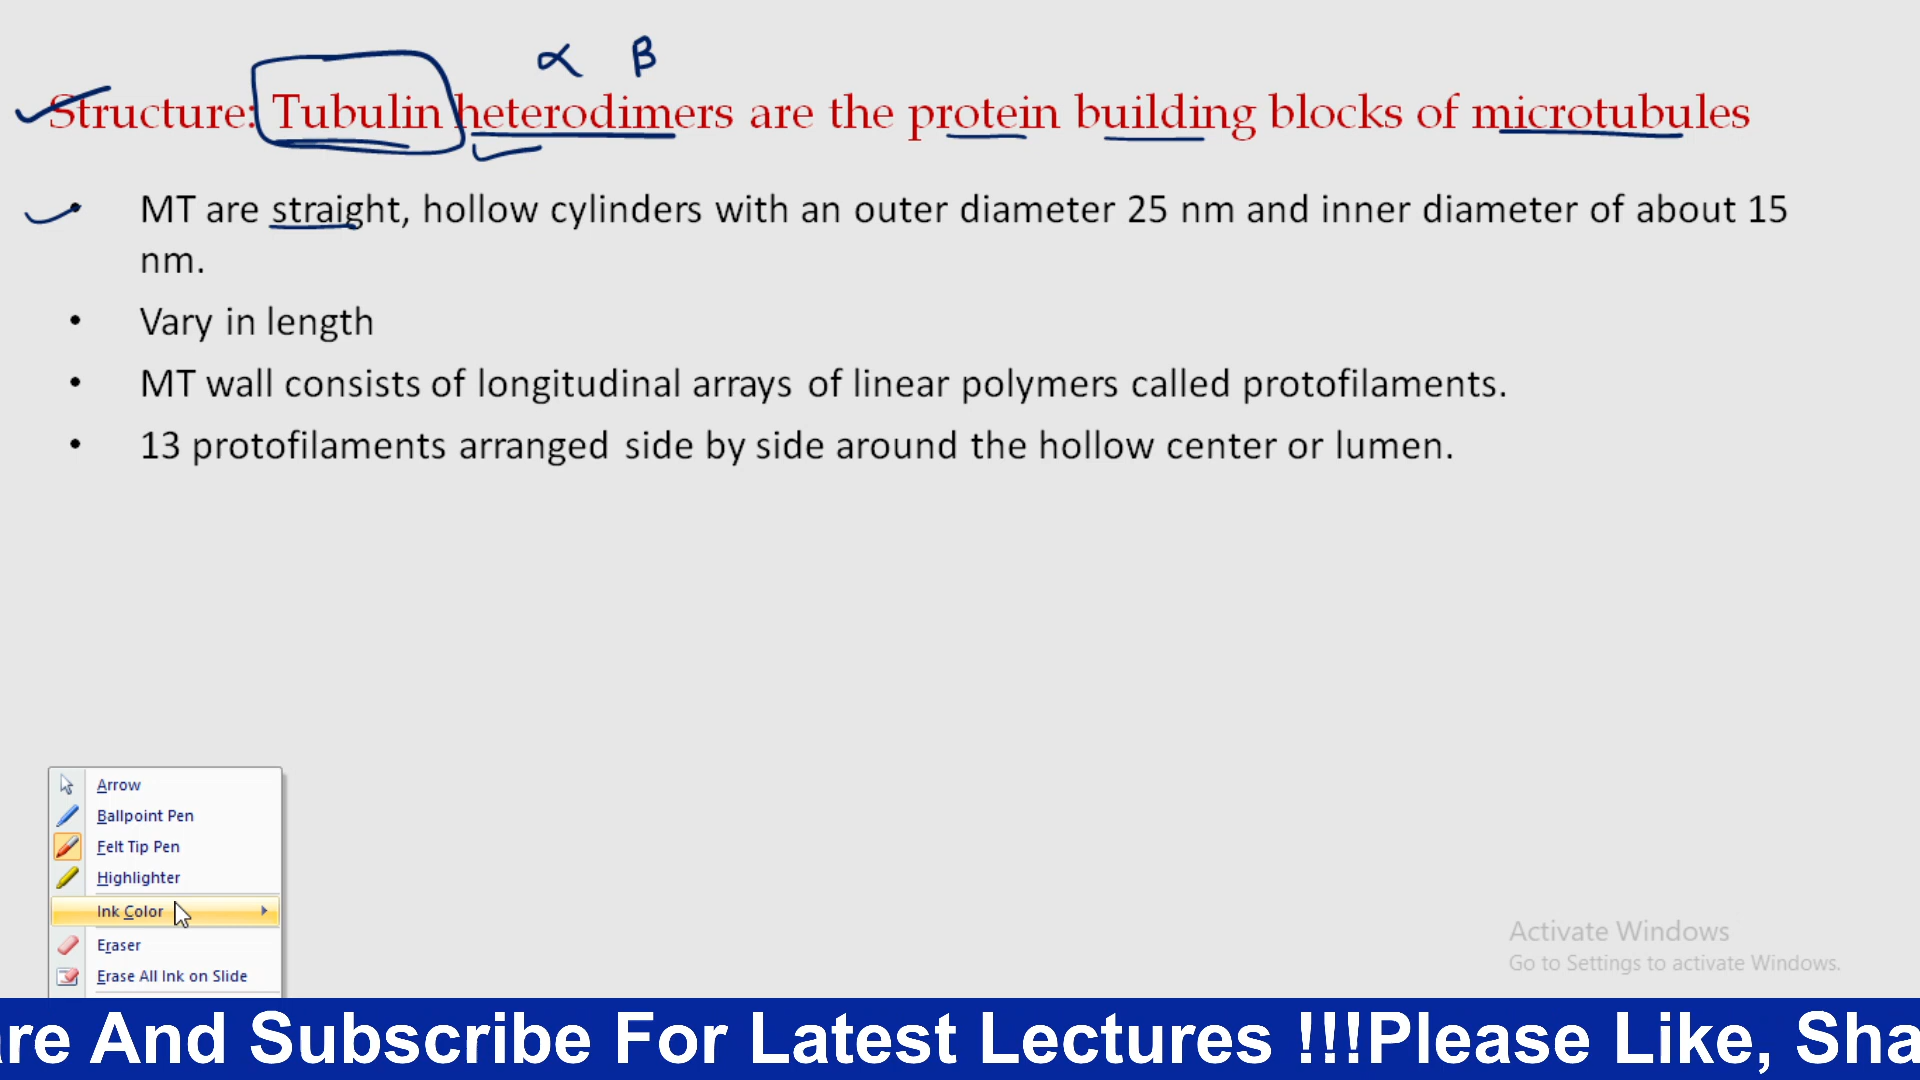 α β
Structure: Tubulin heterodimers are the protein building blocks of microtubules
• MT are straight, hollow cylinders with an outer diameter 25 nm and inner diameter of about 15
nm.
• Vary in length
• MT wall consists of longitudinal arrays of linear polymers called protofilaments.
• 13 protofilaments arranged side by side around the hollow center or lumen.
Arrow
Ballpoint Pen
Felt Tip Pen
Highlighter
Ink Color
Eraser
Erase All Ink on Slide
Activate Windows
Go to Settings to activate Windows.
re And Subscribe For Latest Lectures !!!Please Like, Sha